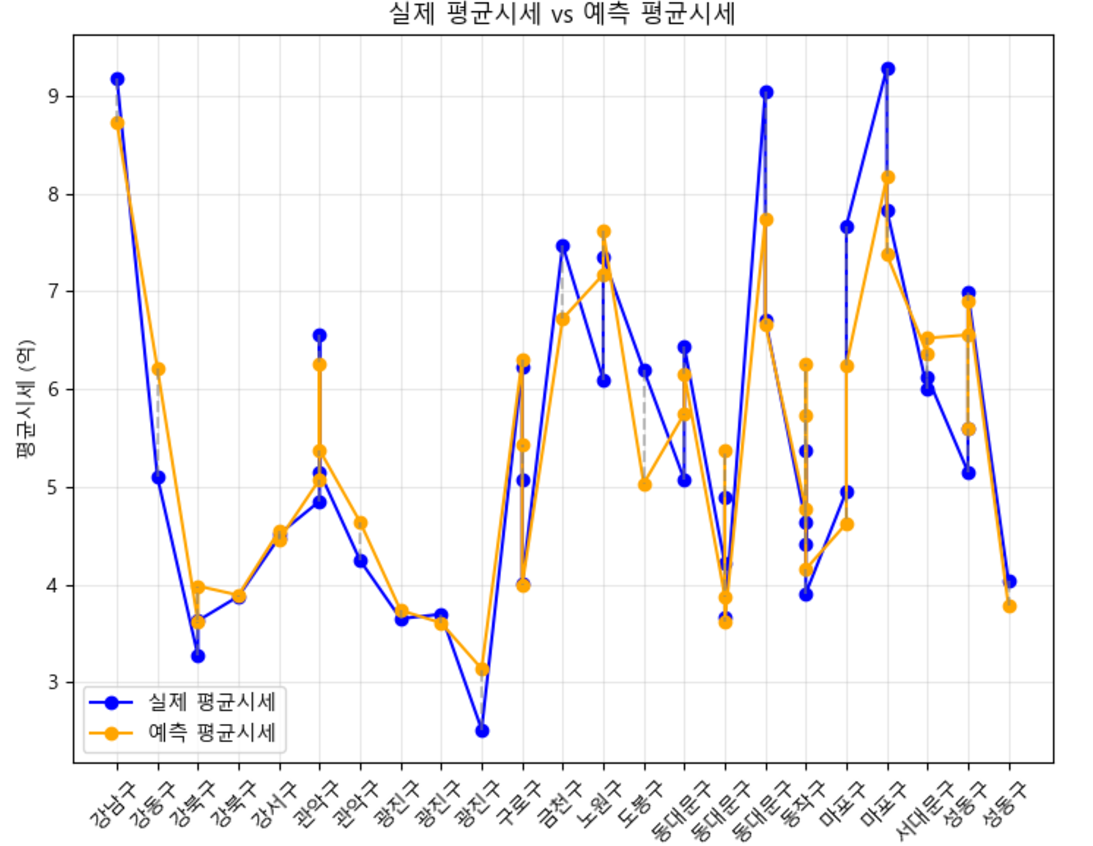 실제 평균시세 vs 예측 평균시세
평균시세 (억)
9
8
7
6
5
4
3
실제 평균시세
예측 평균시세
강남구
강동구
강북구
강북구
강서구
관악구
관악구
광진구
광진구
광진구
구로구
금천구
노원구
도봉구
동대문구
동대문구
동대문구
동작구
마포구
마포구
서대문구
성동구
성동구